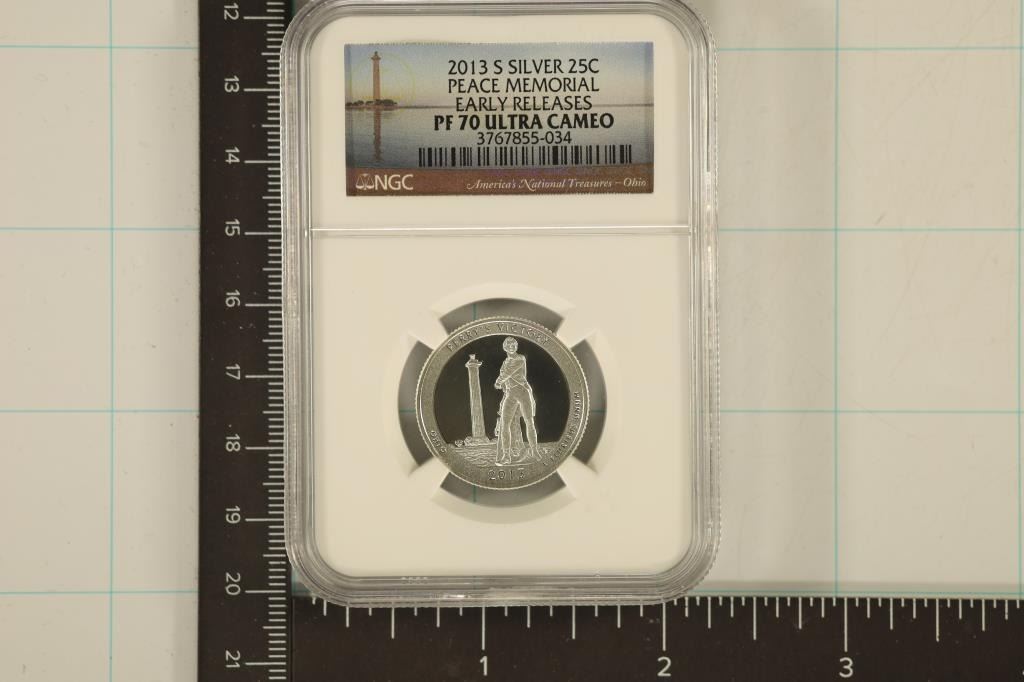 2013 S SILVER 25C
PEACE MEMORIAL
EARLY RELEASES
PF 70 ULTRA CAMEO
3767855-034
NGC
America's National Treasures ~ Ohio
PERRY'S VICTORY
OHIO
2013
12
13
14
15
16
17
18
19
20
21
1
2
3